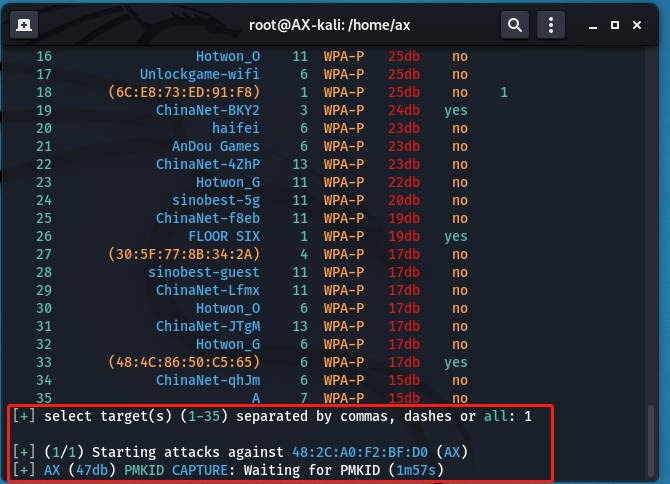 root@AX-kali: /home/ax
16 Hotwon_O 11 WPA-P 25db no
17 Unlockgame-wifi 6 WPA-P 25db no
18 (6C:E8:73:ED:91:F8) 1 WPA-P 25db no 1
19 ChinaNet-BKY2 3 WPA-P 24db yes
20 haifei 6 WPA-P 23db no
21 AnDou Games 6 WPA-P 23db no
22 ChinaNet-4ZhP 13 WPA-P 23db no
23 Hotwon_G 11 WPA-P 22db no
24 sinobest-5g 11 WPA-P 20db no
25 ChinaNet-f8eb 11 WPA-P 19db no
26 FLOOR SIX 1 WPA-P 19db yes
27 (30:5F:77:8B:34:2A) 4 WPA-P 17db no
28 sinobest-guest 11 WPA-P 17db no
29 ChinaNet-Lfmx 11 WPA-P 17db no
30 Hotwon_O 6 WPA-P 17db no
31 ChinaNet-JTgM 13 WPA-P 17db no
32 Hotwon_G 6 WPA-P 17db no
33 (48:4C:86:50:C5:65) 6 WPA-P 17db yes
34 ChinaNet-qhJm 6 WPA-P 15db no
35 A 7 WPA-P 15db no
[+] select target(s) (1-35) separated by commas, dashes or all: 1
[+] (1/1) Starting attacks against 48:2C:A0:F2:BF:D0 (AX)
[+] AX (47db) PMKID CAPTURE: Waiting for PMKID (1m57s)